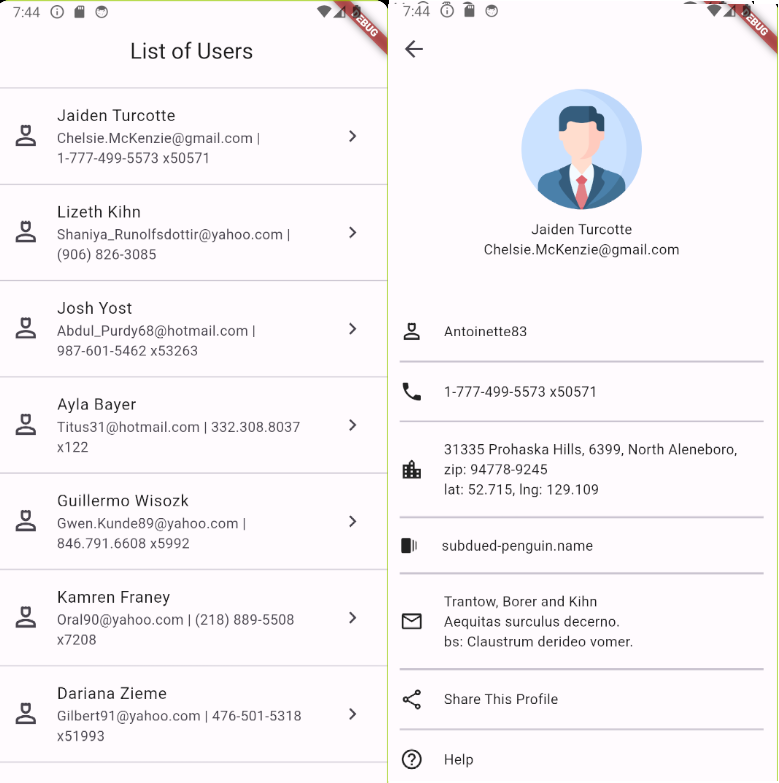 7:44
List of Users
Jaiden Turcotte
Chelsie.McKenzie@gmail.com |
1-777-499-5573 x50571
Lizeth Kihn
Shaniya_Runolfsdottir@yahoo.com |
(906) 826-3085
Josh Yost
Abdul_Purdy68@hotmail.com |
987-601-5462 x53263
Ayla Bayer
Titus31@hotmail.com | 332.308.8037
x122
Guillermo Wisozk
Gwen.Kunde89@yahoo.com |
846.791.6608 x5992
Kamren Franey
Oral90@yahoo.com | (218) 889-5508
x7208
Dariana Zieme
Gilbert91@yahoo.com | 476-501-5318
x51993
7:44
Jaiden Turcotte
Chelsie.McKenzie@gmail.com
Antoinette83
1-777-499-5573 x50571
31335 Prohaska Hills, 6399, North Aleneboro,
zip: 94778-9245
lat: 52.715, lng: 129.109
subdued-penguin.name
Trantow, Borer and Kihn
Aequitas surculus decerno.
bs: Claustrum derideo vomer.
Share This Profile
Help